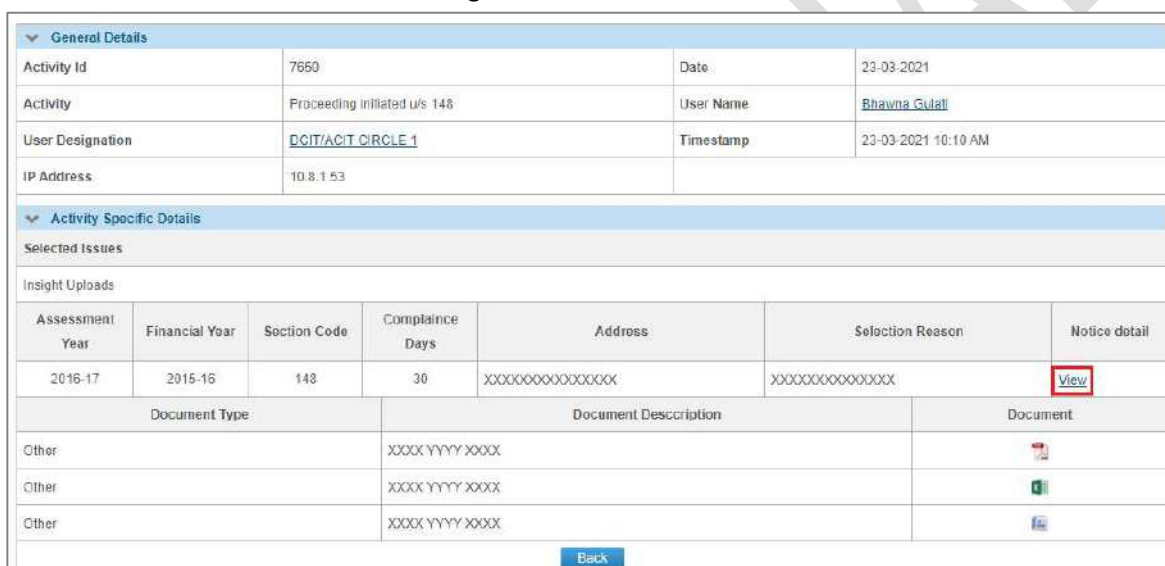 General Details
Activity Id 7650 Date 23-03-2021
Activity Proceeding initiated u/s 148 User Name Bhawna Gulati
User Designation DCIT/ACIT CIRCLE 1 Timestamp 23-03-2021 10:10 AM
IP Address 10.8.1.53
Activity Specific Details
Selected Issues
Insight Uploads
Assessment Year Financial Year Section Code Complaince Days Address Selection Reason Notice detail
2016-17 2015-16 148 30 XXXXXXXXXXXXXXX XXXXXXXXXXXXXX View
Document Type Document Desccription Document
Other XXXX YYYY XXXX
Other XXXX YYYY XXXX
Other XXXX YYYY XXXX
Back